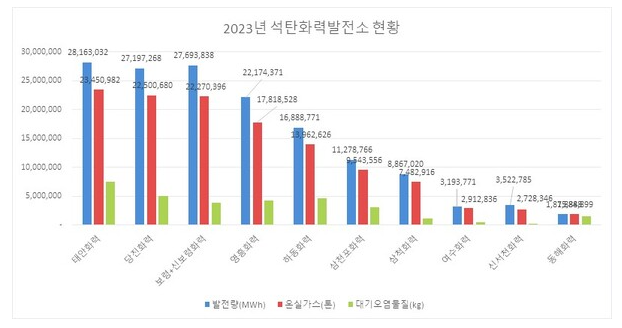 2023년 석탄화력발전소 현황
30,000,000
25,000,000
20,000,000
15,000,000
10,000,000
5,000,000
-
28,163,032
23,450,982
27,197,268
22,500,680
27,693,838
22,270,396
22,174,371
17,818,528
16,888,771
13,962,626
11,278,766
9,543,556
8,867,020
7,482,916
3,193,771
2,912,836
3,522,785
2,728,346
태안화력
당진화력
보령*신보령화력
영흥화력
하동화력
삼천포화력
삼척화력
여수화력
신서천화력
동해화력
발전량(MWh) 온실가스(톤) 대기오염물질(kg)